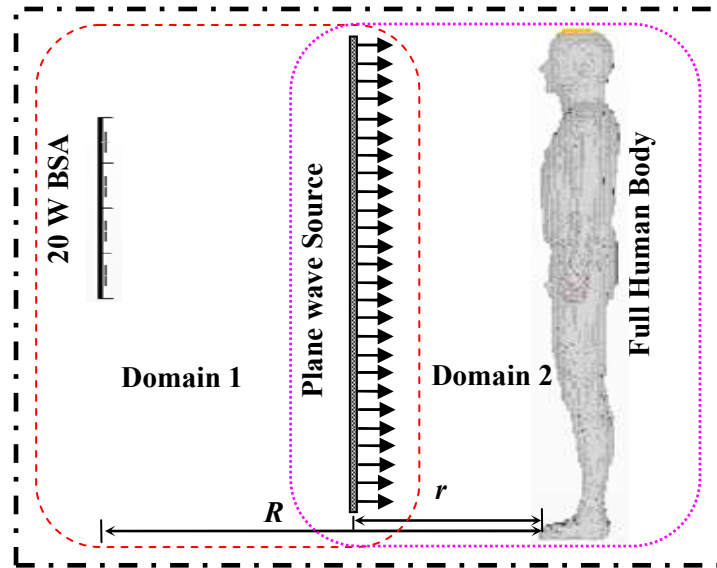 20 W BSA
Plane wave Source
Full Human Body
Domain 1
Domain 2
R
r